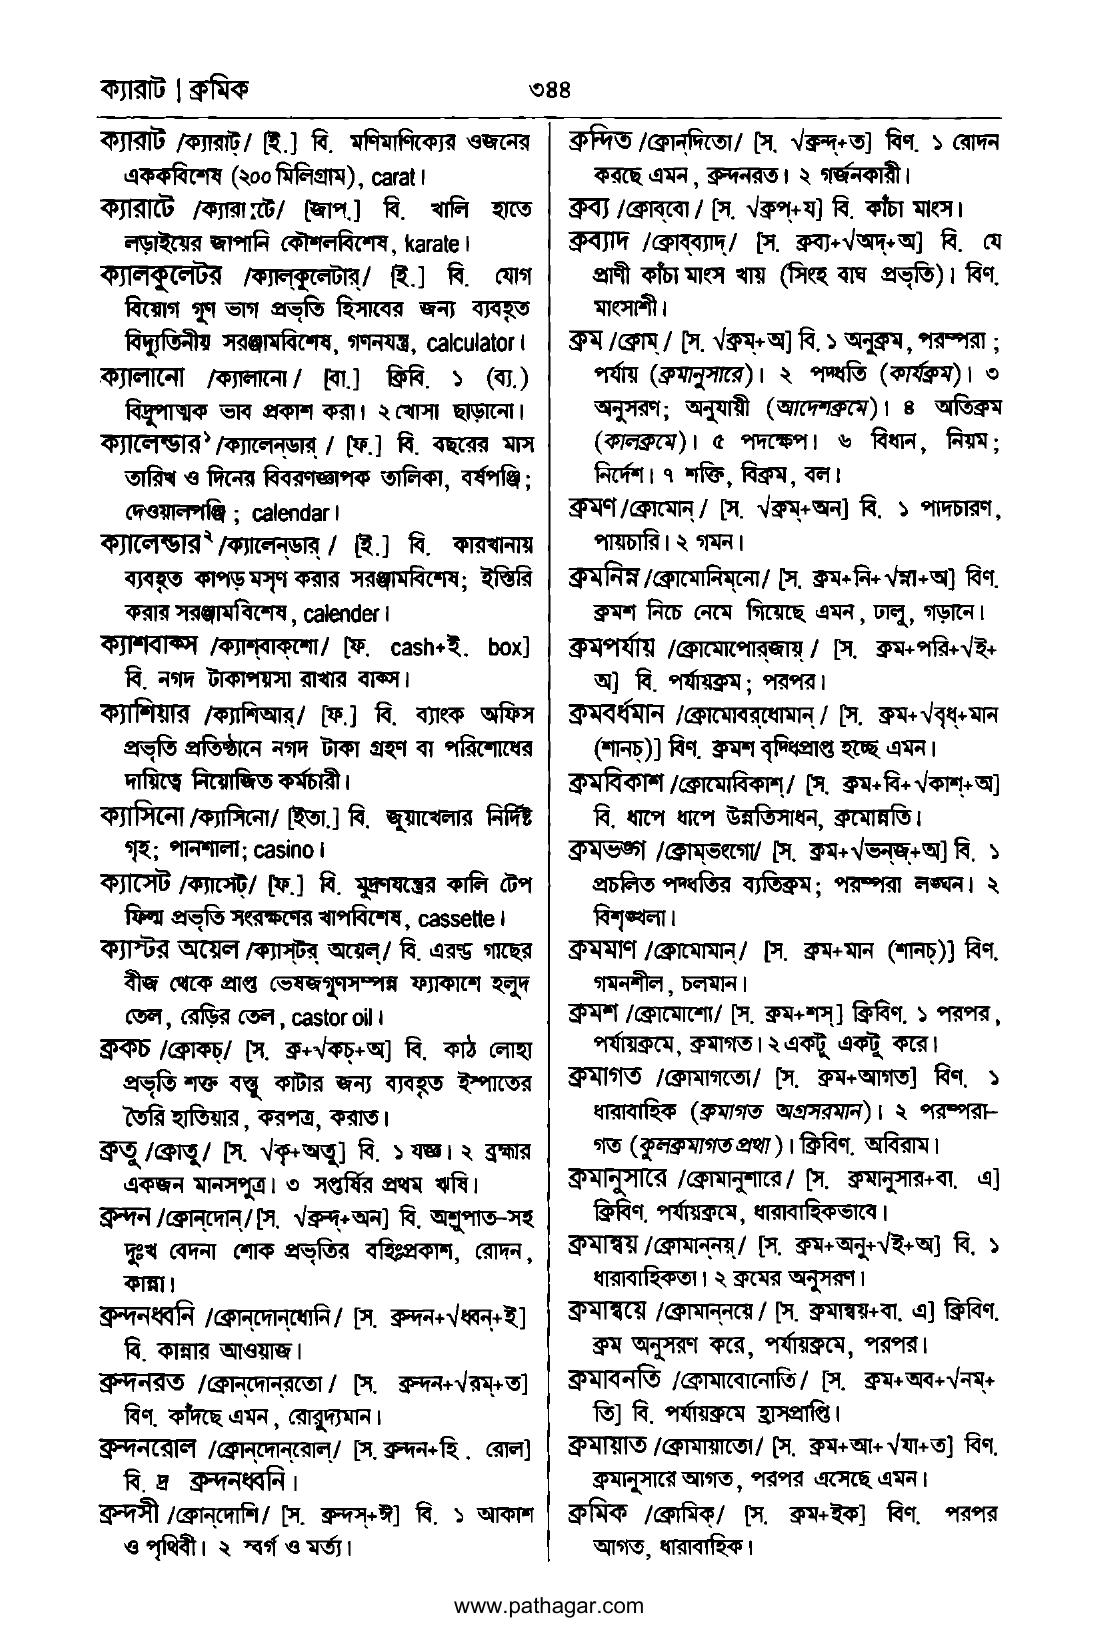 ক্যারাট | ক্রমিক
৩৪৪
ক্যারাট /ক্যারাট্/ [ই.] বি. মণিমাণিক্যের ওজনের
এককবিশেষ (২০০ মিলিগ্রাম), carat।
ক্যারাটে /ক্যারাটে/ [জাপ.] বি. খালি হাতে
লড়াইয়ের জাপানি কৌশলবিশেষ, karate।
ক্যালকুলেটর /ক্যাল্‌কুলেটার্/ [ই.] বি. যোগ
বিয়োগ গুণ ভাগ প্রভৃতি হিসাবের জন্য ব্যবহৃত
বিদ্যুতিনীয় সরঞ্জামবিশেষ, গণনযন্ত্র, calculator।
ক্যালানো /ক্যালানো/ [বা.] ক্রিবি. ১ (ব্য.)
বিদ্রুপাত্মক ভাব প্রকাশ করা। ২ খোসা ছাড়ানো।
ক্যালেন্ডার১ /ক্যালেন্‌ডার্ / [ফ.] বি. বছরের মাস
তারিখ ও দিনের বিবরণজ্ঞাপক তালিকা, বর্ষপঞ্জি;
দেওয়ালপঞ্জি ; calendar।
ক্যালেন্ডার২ /ক্যালেন্‌ডার্ / [ই.] বি. কারখানায়
ব্যবহৃত কাপড় মসৃণ করার সরঞ্জামবিশেষ; ইস্তিরি
করার সরঞ্জামবিশেষ, calender।
ক্যাশবাক্স /ক্যাশ্‌বাক্‌শো/ [ফ. cash+ই. box]
বি. নগদ টাকাপয়সা রাখার বাক্স।
ক্যাশিয়ার /ক্যাশিআর্/ [ফ.] বি. ব্যাংক অফিস
প্রভৃতি প্রতিষ্ঠানে নগদ টাকা গ্রহণ বা পরিশোধের
দায়িত্বে নিয়োজিত কর্মচারী।
ক্যাসিনো /ক্যাসিনো/ [ইতা.] বি. জুয়াখেলার নির্দিষ্ট
গৃহ; পানশালা; casino।
ক্যাসেট /ক্যাসেট্/ [ফ.] বি. মুদ্রণযন্ত্রের কালি টেপ
ফিল্ম প্রভৃতি সংরক্ষণের খাপবিশেষ, cassette।
ক্যাস্টর অয়েল /ক্যাস্‌টর্ অয়েল্/ বি. এরণ্ড গাছের
বীজ থেকে প্রাপ্ত ভেষজগুণসম্পন্ন ফ্যাকাশে হলুদ
তেল, রেড়ির তেল, castor oil।
ক্রকচ /ক্রোকচ্/ [স. ক্র+√কচ্+অ] বি. কাঠ লোহা
প্রভৃতি শক্ত বস্তু কাটার জন্য ব্যবহৃত ইস্পাতের
তৈরি হাতিয়ার, করপত্র, করাত।
ক্রতু /ক্রোতু/ [স. √কৃ+অতু] বি. ১ যজ্ঞ। ২ ব্রহ্মার
একজন মানসপুত্র। ৩ সপ্তর্ষির প্রথম ঋষি।
ক্রন্দন /ক্রোন্‌দোন্/ [স. √ক্রন্দ্+অন] বি. অশ্রুপাত-সহ
দুঃখ বেদনা শোক প্রভৃতির বহিঃপ্রকাশ, রোদন,
কান্না।
ক্রন্দনধ্বনি /ক্রোন্‌দোন্‌ধোনি/ [স. ক্রন্দন+√ধ্বন্+ই]
বি. কান্নার আওয়াজ।
ক্রন্দনরত /ক্রোন্‌দোন্‌রতো / [স. ক্রন্দন+√রম্+ত]
বিণ. কাঁদছে এমন, রোরুদ্যমান।
ক্রন্দনরোল /ক্রোন্‌দোন্‌রোল্/ [স. ক্রন্দন+হি. রোল]
বি. দ্র ক্রন্দনধ্বনি।
ক্রন্দসী /ক্রোন্‌দোশি/ [স. ক্রন্দস্+ঈ] বি. ১ আকাশ
ও পৃথিবী। ২ স্বর্গ ও মর্ত্য।
ক্রন্দিত /ক্রোন্‌দিতো/ [স. √ক্রন্দ্+ত] বিণ. ১ রোদন
করছে এমন, ক্রন্দনরত। ২ গর্জনকারী।
ক্রব্য /ক্রোব্‌বো / [স. √ক্রপ্+য] বি. কাঁচা মাংস।
ক্রব্যাদ /ক্রোব্‌ব্যাদ্/ [স. ক্রব্য+√অদ্+অ] বি. যে
প্রাণী কাঁচা মাংস খায় (সিংহ বাঘ প্রভৃতি)। বিণ.
মাংসাশী।
ক্রম /ক্রোম্/ [স. √ক্রম্+অ] বি. ১ অনুক্রম, পরম্পরা ;
পর্যায় (ক্রমানুসারে)। ২ পদ্ধতি (কার্যক্রম)। ৩
অনুসরণ; অনুযায়ী (আদেশক্রমে)। ৪ অতিক্রম
(কালক্রমে)। ৫ পদক্ষেপ। ৬ বিধান, নিয়ম;
নির্দেশ। ৭ শক্তি, বিক্রম, বল।
ক্রমণ /ক্রোমোন্ / [স. √ক্রম্+অন] বি. ১ পাদচারণ,
পায়চারি। ২ গমন।
ক্রমনিম্ন /ক্রোমোনিম্‌নো/ [স. ক্রম+নি+√ম্না+অ] বিণ.
ক্রমশ নিচে নেমে গিয়েছে এমন, ঢালু, গড়ানে।
ক্রমপর্যায় /ক্রোমোপোর্‌জায়্ / [স. ক্রম+পরি+√ই+
অ] বি. পর্যায়ক্রম; পরপর।
ক্রমবর্ধমান /ক্রোমোবর্‌ধোমান্ / [স. ক্রম+√বৃধ্+মান
(শানচ্)] বিণ. ক্রমশ বৃদ্ধিপ্রাপ্ত হচ্ছে এমন।
ক্রমবিকাশ /ক্রোমোবিকাশ্/ [স. ক্রম+বি+√কাশ্+অ]
বি. ধাপে ধাপে উন্নতিসাধন, ক্রমোন্নতি।
ক্রমভঙ্গ /ক্রোম্‌ভংগো/ [স. ক্রম+√ভন্‌জ্+অ] বি. ১
প্রচলিত পদ্ধতির ব্যতিক্রম; পরম্পরা লঙ্ঘন। ২
বিশৃঙ্খলা।
ক্রমমাণ /ক্রোমোমান্/ [স. ক্রম+মান (শানচ্)] বিণ.
গমনশীল, চলমান।
ক্রমশ /ক্রোমোশো/ [স. ক্রম+শস্] ক্রিবিণ. ১ পরপর,
পর্যায়ক্রমে, ক্রমাগত। ২ একটু একটু করে।
ক্রমাগত /ক্রোমাগতো/ [স. ক্রম+আগত] বিণ. ১
ধারাবাহিক (ক্রমাগত অগ্রসরমান)। ২ পরম্পরা-
গত (কুলক্রমাগত প্রথা)। ক্রিবিণ. অবিরাম।
ক্রমানুসারে /ক্রোমানুশারে / [স. ক্রমানুসার+বা. এ]
ক্রিবিণ. পর্যায়ক্রমে, ধারাবাহিকভাবে।
ক্রমান্বয় /ক্রোমান্‌নয়্/ [স. ক্রম+অনু+√ই+অ] বি. ১
ধারাবাহিকতা। ২ ক্রমের অনুসরণ।
ক্রমান্বয়ে /ক্রোমান্‌নয়ে / [স. ক্রমান্বয়+বা. এ] ক্রিবিণ.
ক্রম অনুসরণ করে, পর্যায়ক্রমে, পরপর।
ক্রমাবনতি /ক্রোমাবোনোতি/ [স. ক্রম+অব+√নম্+
তি] বি. পর্যায়ক্রমে হ্রাসপ্রাপ্তি।
ক্রমায়াত /ক্রোমায়াতো/ [স. ক্রম+আ+√যা+ত] বিণ.
ক্রমানুসারে আগত, পরপর এসেছে এমন।
ক্রমিক /ক্রোমিক্/ [স. ক্রম+ইক] বিণ. পরপর
আগত, ধারাবাহিক।
www.pathagar.com